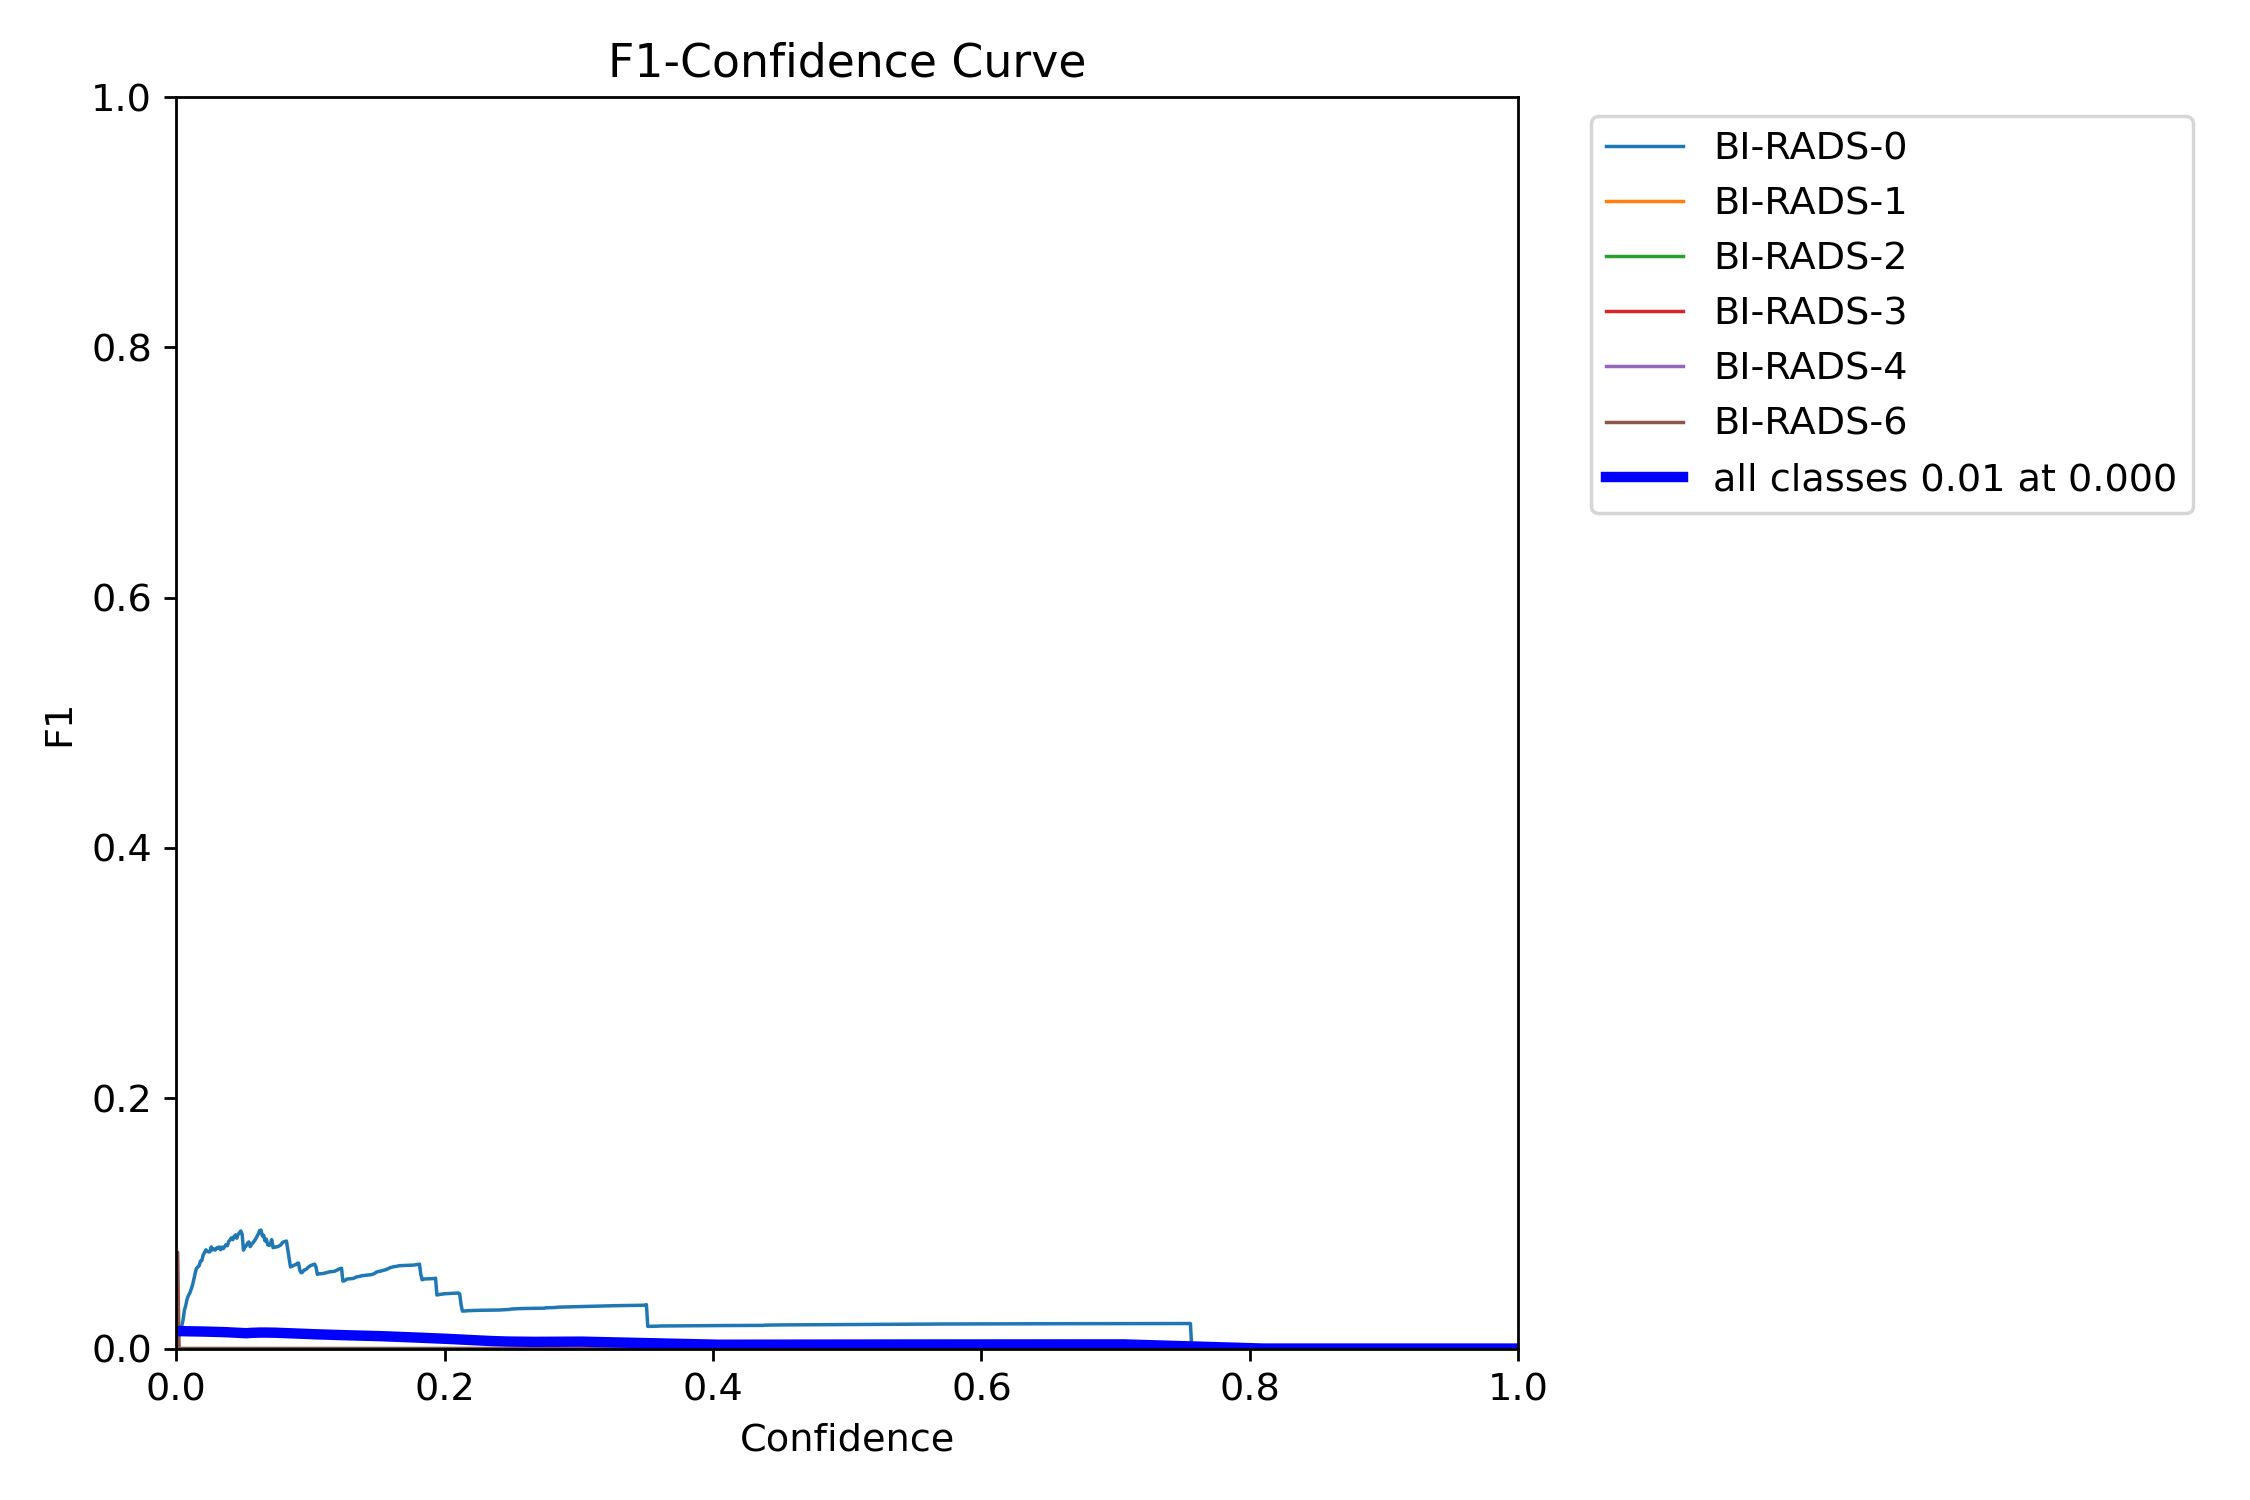 F1-Confidence Curve
1.0
0.8
0.6
0.4
0.2
0.0
F1
0.0 0.2 0.4 0.6 0.8 1.0
Confidence
BI-RADS-0
BI-RADS-1
BI-RADS-2
BI-RADS-3
BI-RADS-4
BI-RADS-6
all classes 0.01 at 0.000